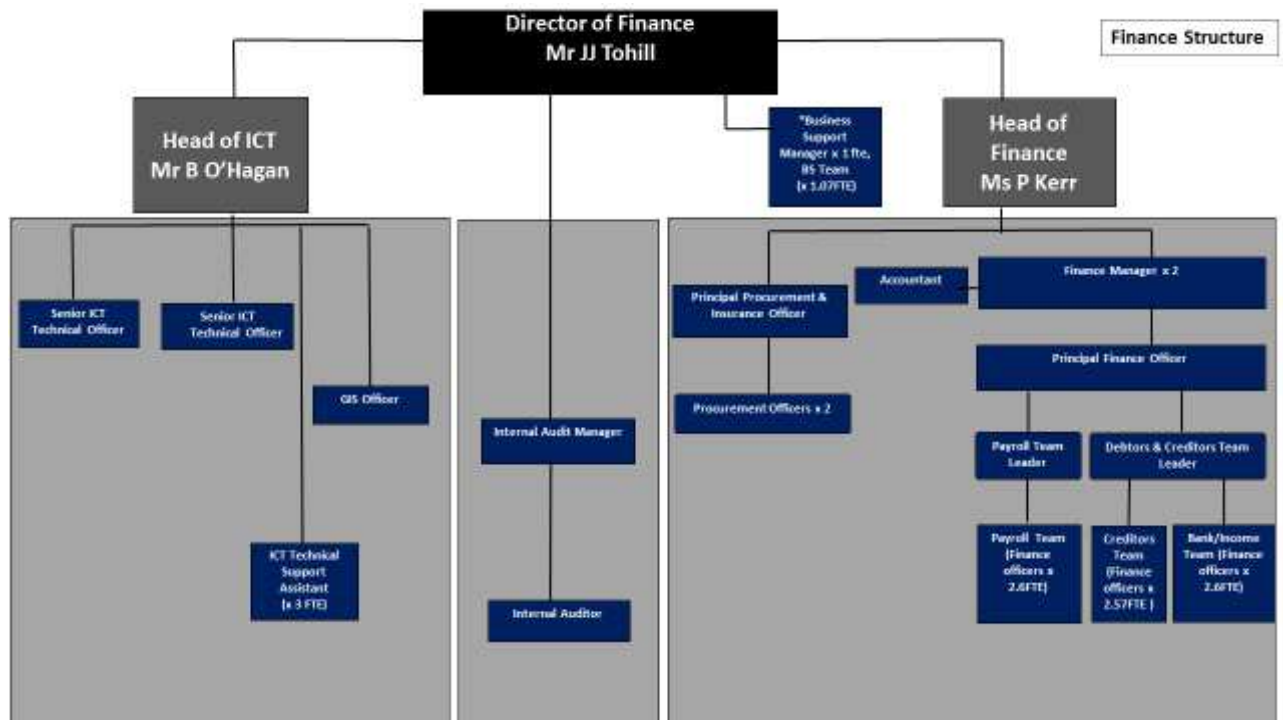 Director of Finance
Mr JJ Tohill
Finance Structure
Head of ICT
Mr B O'Hagan
*Business
Support
Manager x 1 fte,
BS Team
(x 1.07FTE)
Head of
Finance
Ms P Kerr
Senior ICT
Technical Officer
Senior ICT
Technical Officer
GIS Officer
ICT Technical
Support
Assistant
(x 3 FTE)
Internal Audit Manager
Internal Auditor
Principal Procurement &
Insurance Officer
Procurement Officers x 2
Accountant
Finance Manager x 2
Principal Finance Officer
Payroll Team
Leader
Debtors & Creditors Team
Leader
Payroll Team
(Finance
officers x
2.6FTE)
Creditors
Team
(Finance
officers x
2.57FTE )
Bank/Income
Team (Finance
officers x
2.6FTE)